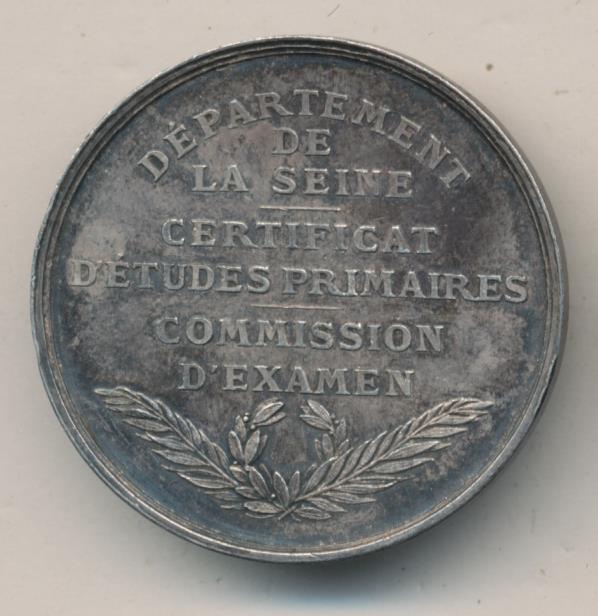 DÉPARTEMENT
DE
LA SEINE
CERTIFICAT
D'ÉTUDES PRIMAIRES
COMMISSION
D'EXAMEN